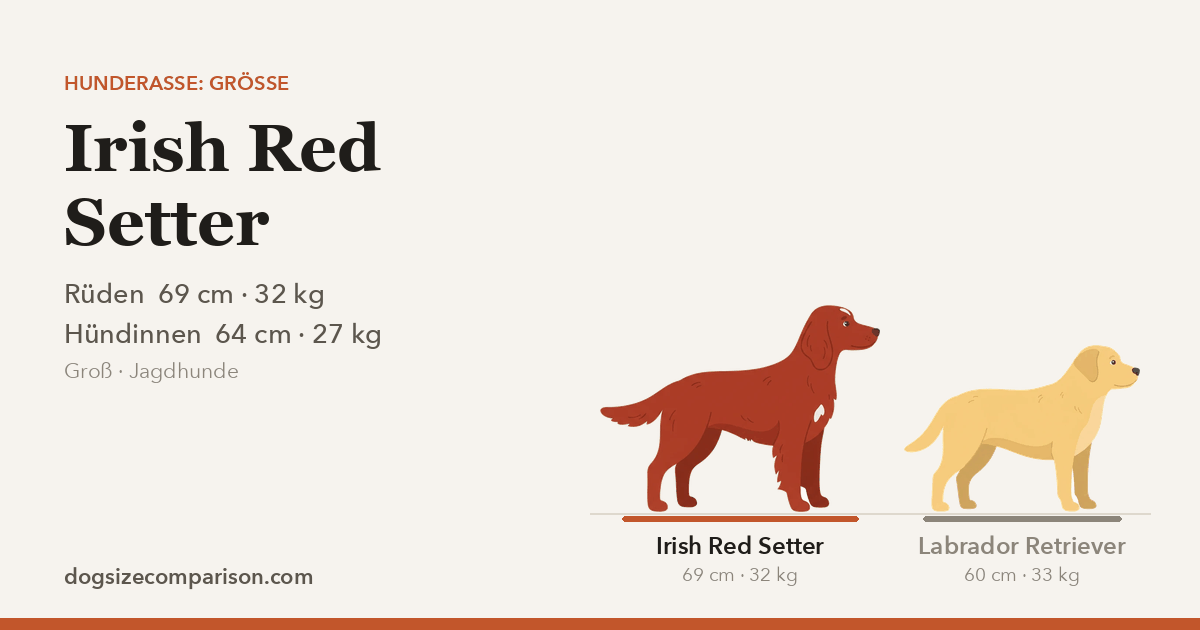 HUNDERASSE: GRÖSSE
Irish Red
Setter
Rüden 69 cm · 32 kg
Hündinnen 64 cm · 27 kg
Groß · Jagdhunde
Irish Red Setter
69 cm · 32 kg
Labrador Retriever
60 cm · 33 kg
dogsizecomparison.com